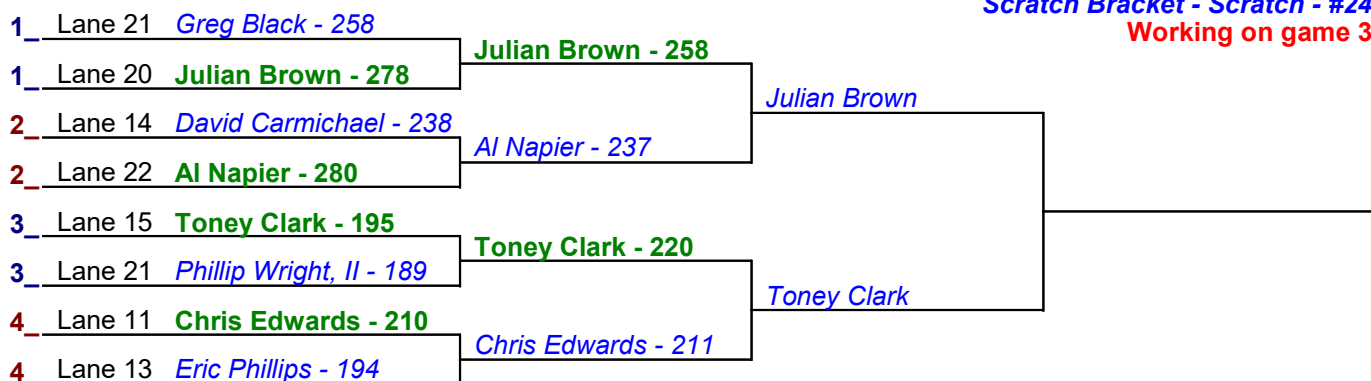 Scratch Bracket - Scratch - #24
Working on game 3
1_ Lane 21 Greg Black - 258
Julian Brown - 258
1_ Lane 20 Julian Brown - 278
Julian Brown
2_ Lane 14 David Carmichael - 238
Al Napier - 237
2_ Lane 22 Al Napier - 280
3_ Lane 15 Toney Clark - 195
Toney Clark - 220
3_ Lane 21 Phillip Wright, II - 189
Toney Clark
4_ Lane 11 Chris Edwards - 210
Chris Edwards - 211
4 Lane 13 Eric Phillips - 194